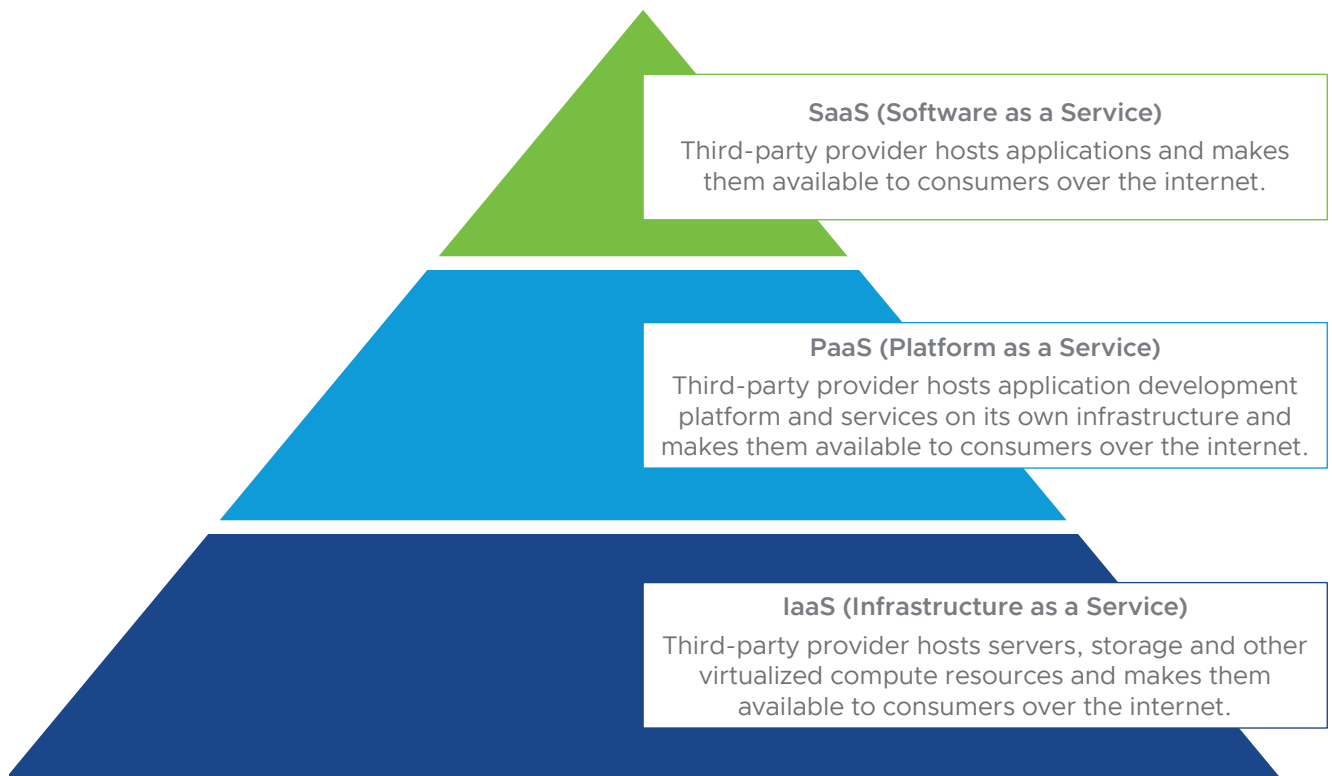 SaaS (Software as a Service)
Third-party provider hosts applications and makes
them available to consumers over the internet.
PaaS (Platform as a Service)
Third-party provider hosts application development
platform and services on its own infrastructure and
makes them available to consumers over the internet.
IaaS (Infrastructure as a Service)
Third-party provider hosts servers, storage and other
virtualized compute resources and makes them
available to consumers over the internet.